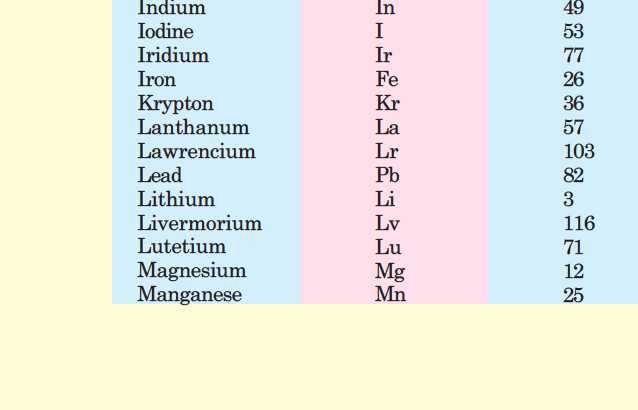 Indium In 49
Iodine I 53
Iridium Ir 77
Iron Fe 26
Krypton Kr 36
Lanthanum La 57
Lawrencium Lr 103
Lead Pb 82
Lithium Li 3
Livermorium Lv 116
Lutetium Lu 71
Magnesium Mg 12
Manganese Mn 25